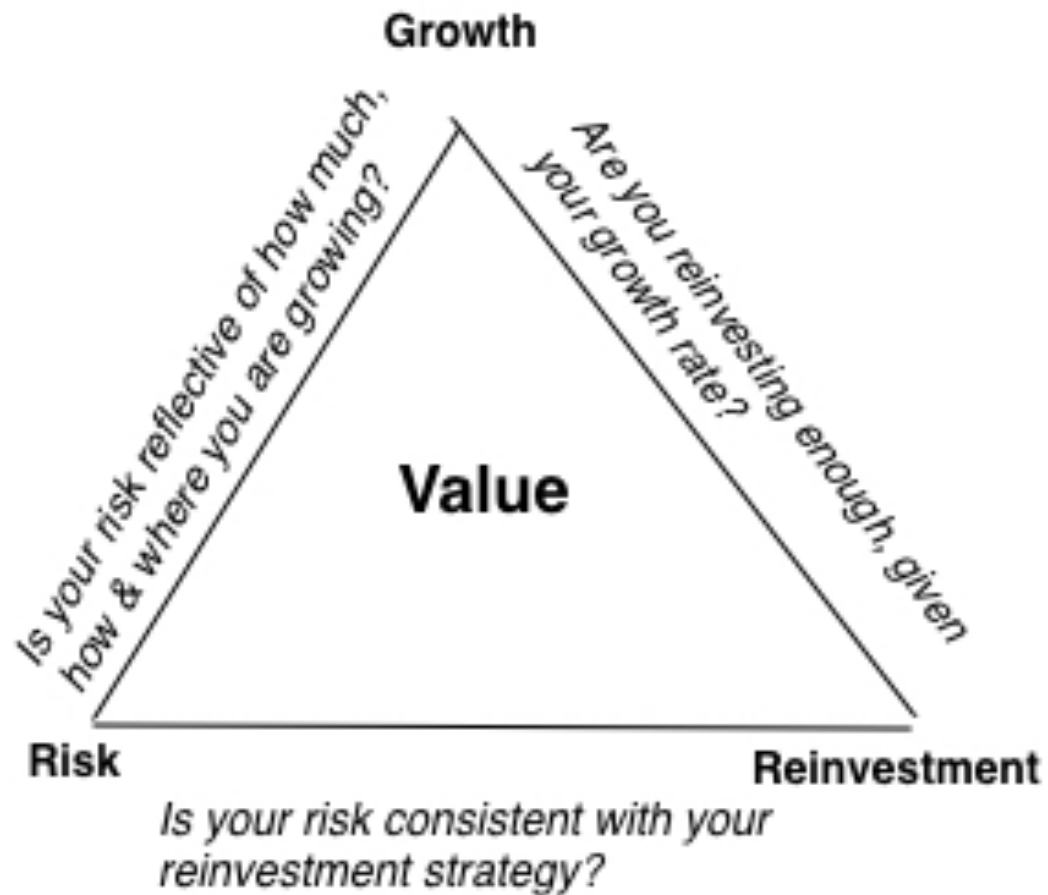 Growth
Is your risk reflective of how much,
how & where you are growing?
Are you reinvesting enough, given
your growth rate?
Value
Risk
Reinvestment
Is your risk consistent with your
reinvestment strategy?